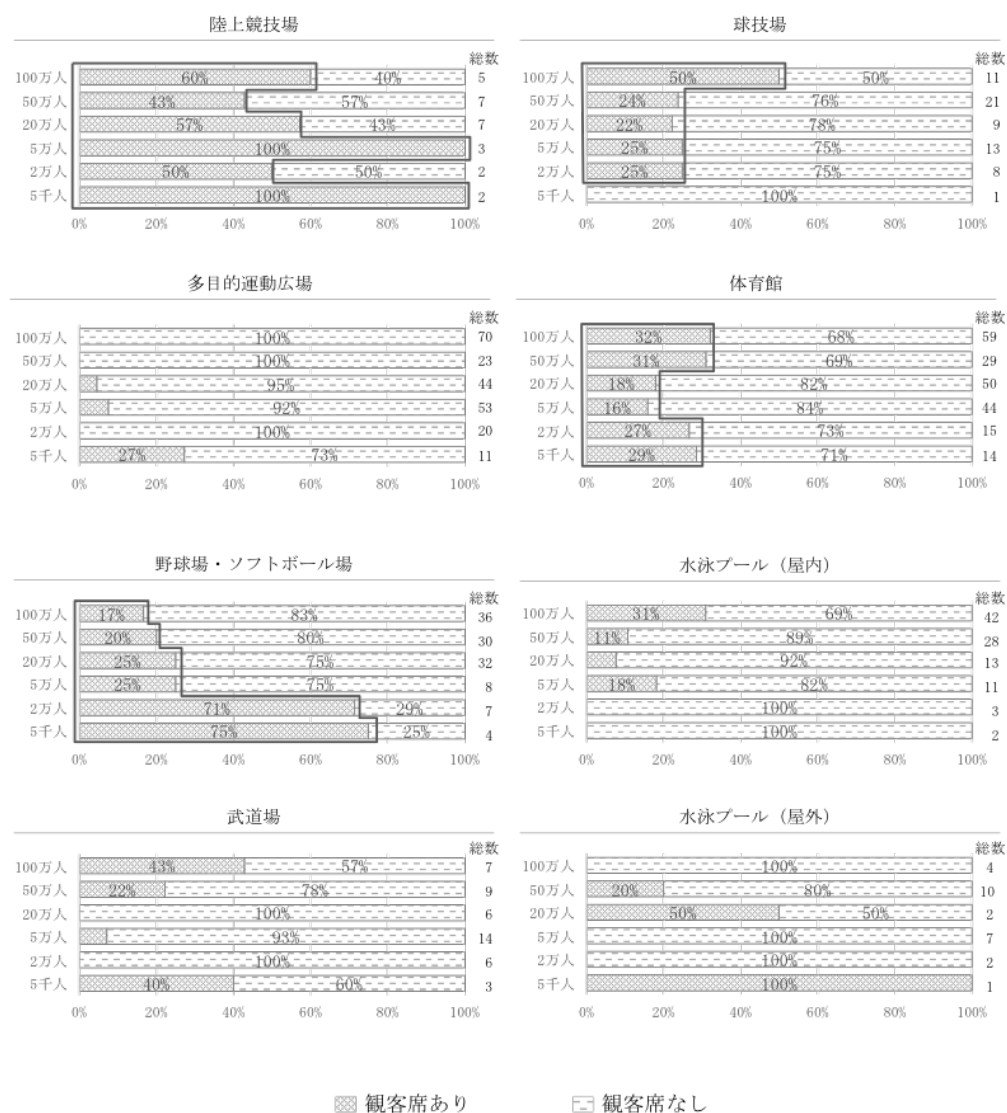 陸上競技場
総数
100万人 60% 40% 5
50万人 43% 57% 7
20万人 57% 43% 7
5万人 100% 3
2万人 50% 50% 2
5千人 100% 2
0% 20% 40% 60% 80% 100%
球技場
総数
100万人 50% 50% 11
50万人 24% 76% 21
20万人 22% 78% 9
5万人 25% 75% 13
2万人 25% 75% 8
5千人 100% 1
0% 20% 40% 60% 80% 100%
多目的運動広場
総数
100万人 100% 70
50万人 100% 23
20万人 95% 44
5万人 92% 53
2万人 100% 20
5千人 27% 73% 11
0% 20% 40% 60% 80% 100%
体育館
総数
100万人 32% 68% 59
50万人 31% 69% 29
20万人 18% 82% 50
5万人 16% 84% 44
2万人 27% 73% 15
5千人 29% 71% 14
0% 20% 40% 60% 80% 100%
野球場・ソフトボール場
総数
100万人 17% 83% 36
50万人 20% 80% 30
20万人 25% 75% 32
5万人 25% 75% 8
2万人 71% 29% 7
5千人 75% 25% 4
0% 20% 40% 60% 80% 100%
水泳プール（屋内）
総数
100万人 31% 69% 42
50万人 11% 89% 28
20万人 92% 13
5万人 18% 82% 11
2万人 100% 3
5千人 100% 2
0% 20% 40% 60% 80% 100%
武道場
総数
100万人 43% 57% 7
50万人 22% 78% 9
20万人 100% 6
5万人 93% 14
2万人 100% 6
5千人 40% 60% 3
0% 20% 40% 60% 80% 100%
水泳プール（屋外）
総数
100万人 100% 4
50万人 20% 80% 10
20万人 50% 50% 2
5万人 100% 7
2万人 100% 2
5千人 100% 1
0% 20% 40% 60% 80% 100%
観客席あり 観客席なし